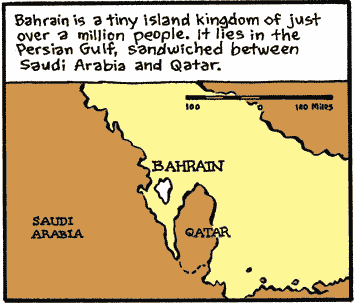 Bahrain is a tiny island kingdom of just
over a million people. It lies in the
Persian Gulf, sandwiched between
Saudi Arabia and Qatar.
100 0 100 Miles
BAHRAIN
SAUDI
ARABIA
QATAR